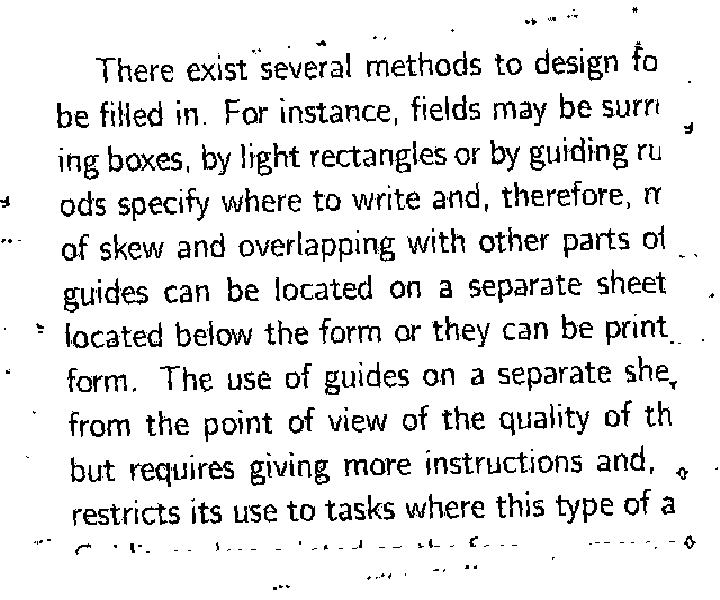 There exist several methods to design fo
be filled in. For instance, fields may be surr
ing boxes, by light rectangles or by guiding ru
ods specify where to write and, therefore, m
of skew and overlapping with other parts of
guides can be located on a separate sheet
located below the form or they can be print
form. The use of guides on a separate she
from the point of view of the quality of th
but requires giving more instructions and,
restricts its use to tasks where this type of a